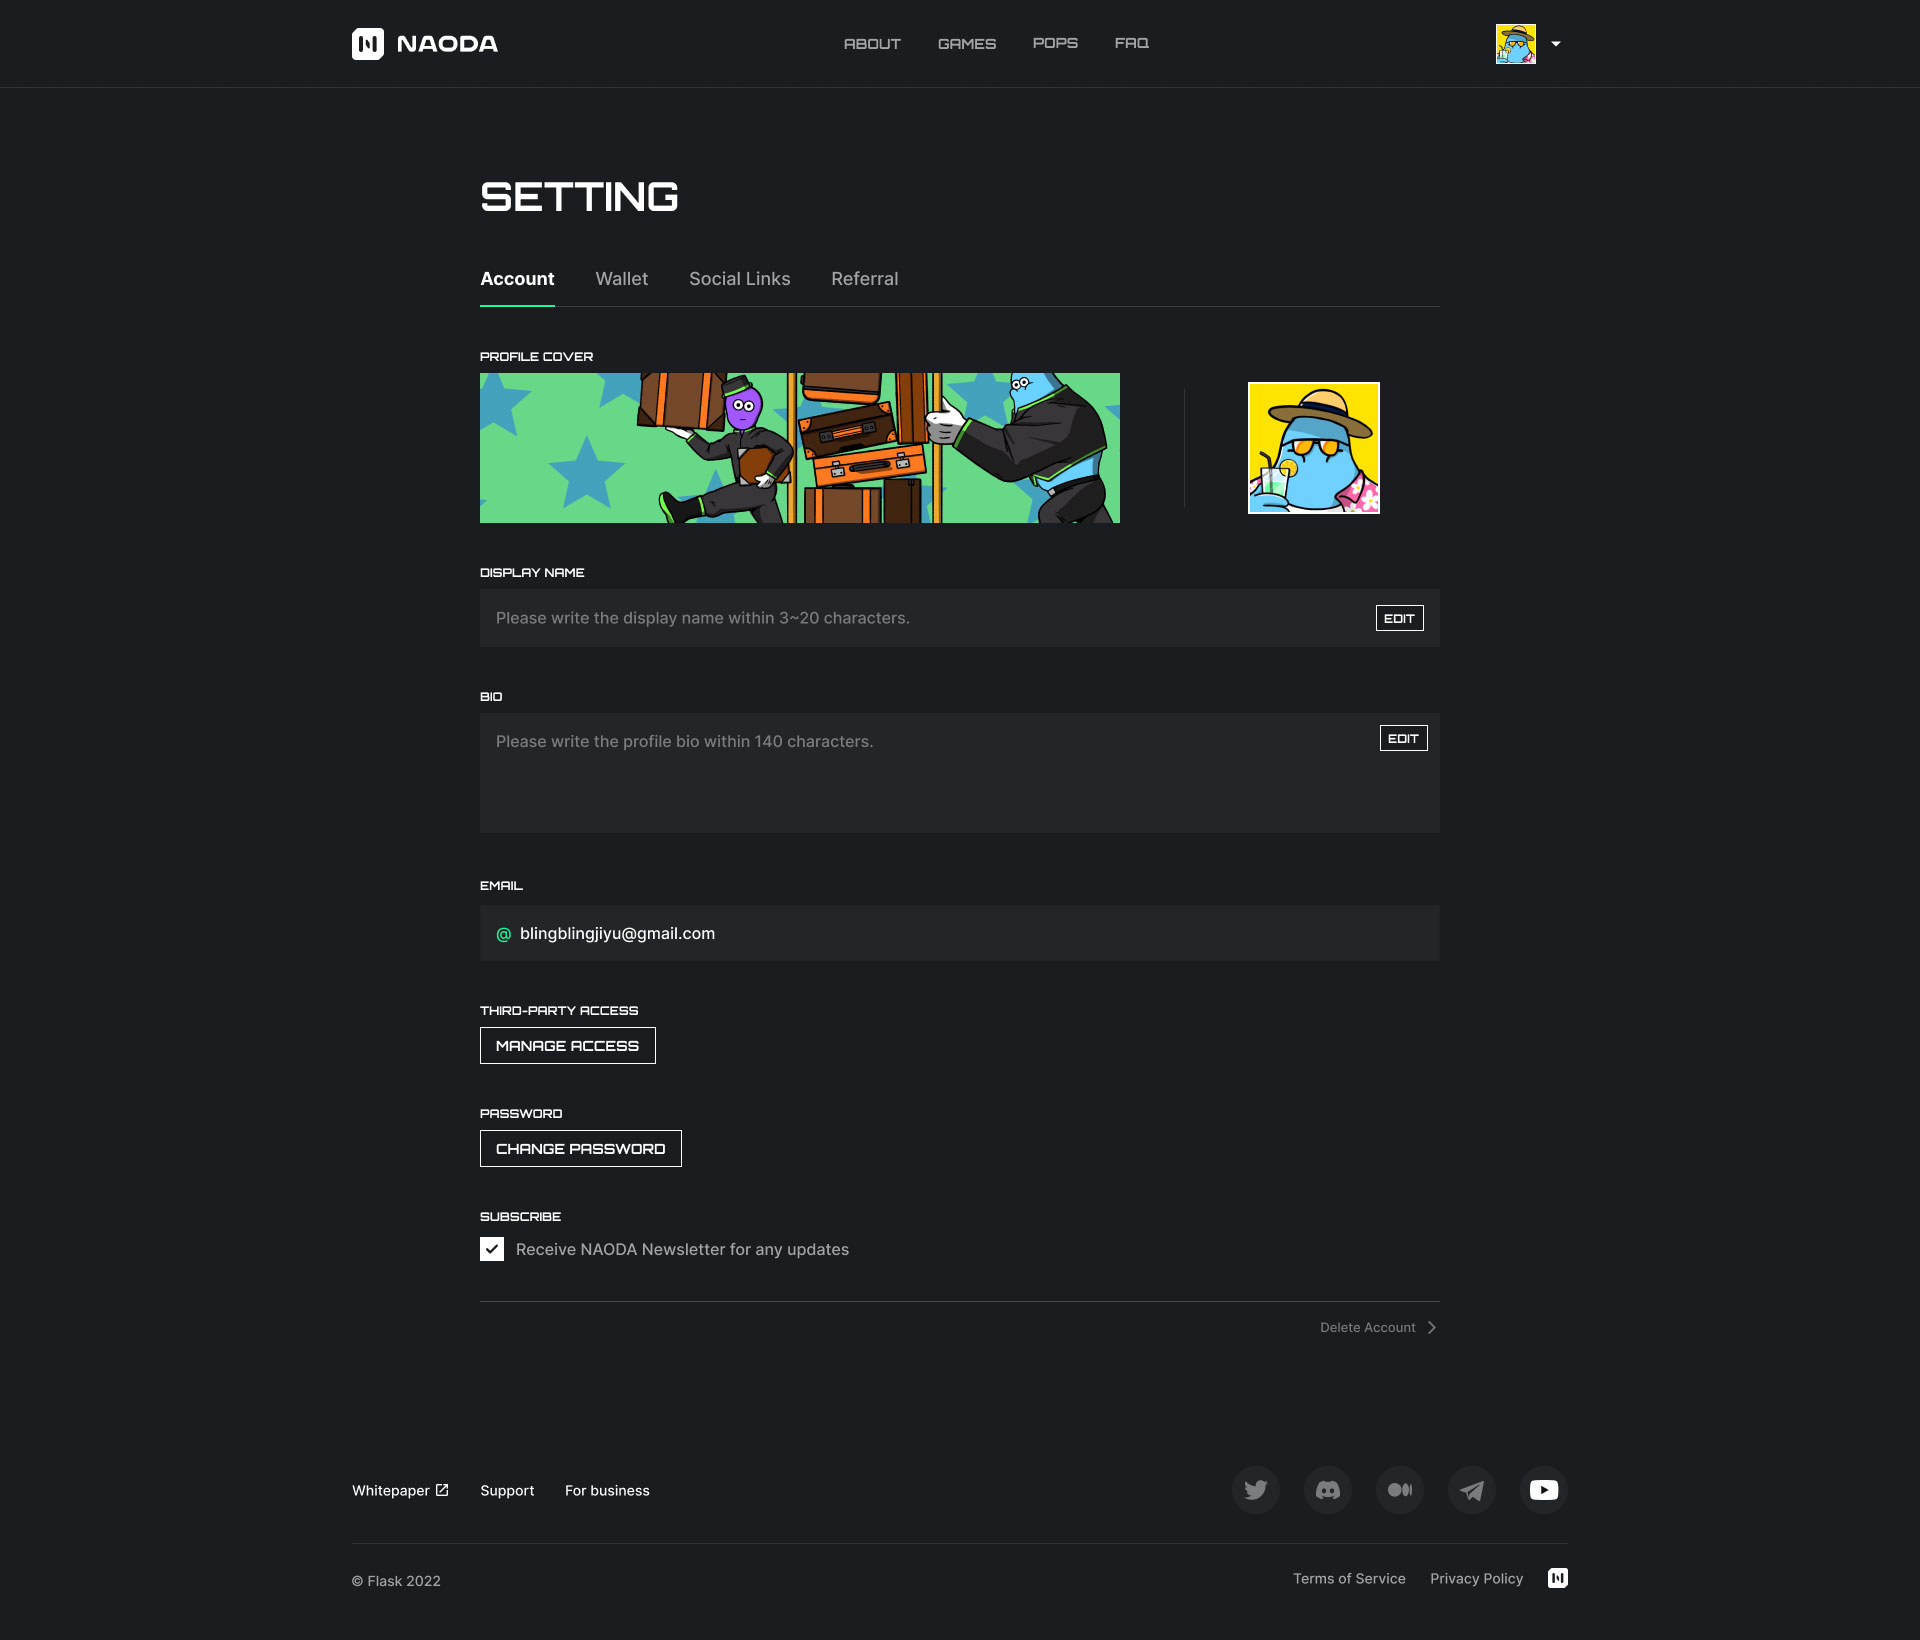 NAODA
ABOUT GAMES POPS FAQ
SETTING
Account Wallet Social Links Referral
PROFILE COVER
DISPLAY NAME
Please write the display name within 3~20 characters.
EDIT
BIO
Please write the profile bio within 140 characters.
EDIT
EMAIL
@ blingblingjiyu@gmail.com
THIRD-PARTY ACCESS
MANAGE ACCESS
PASSWORD
CHANGE PASSWORD
SUBSCRIBE
Receive NAODA Newsletter for any updates
Delete Account
Whitepaper Support For business
© Flask 2022
Terms of Service Privacy Policy